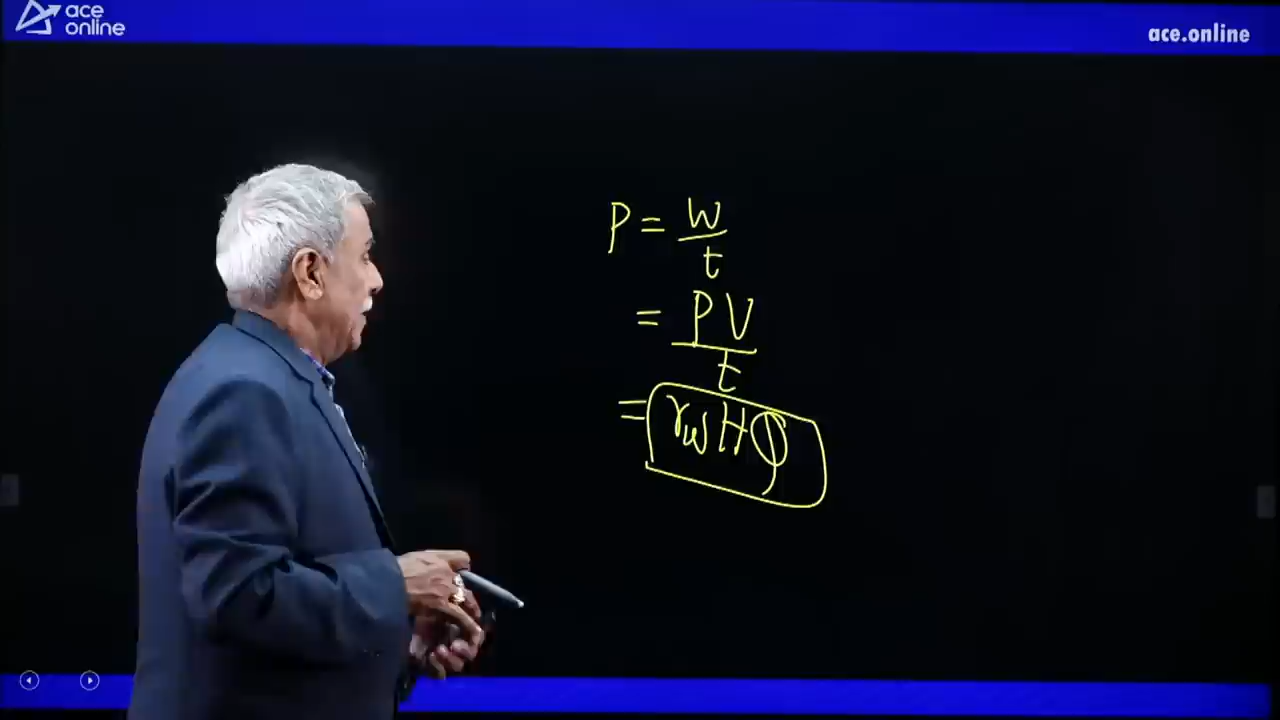 ace
online
ace.online
P = W/t
= PV/t
= γw H Q